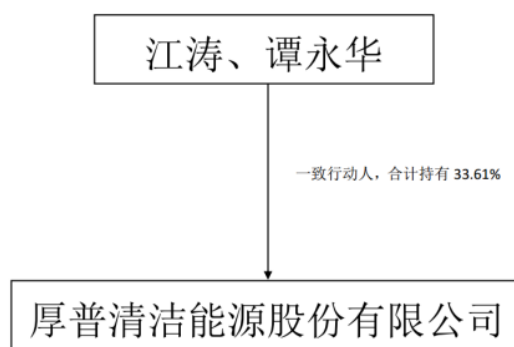 江涛、谭永华
一致行动人，合计持有 33.61%
厚普清洁能源股份有限公司